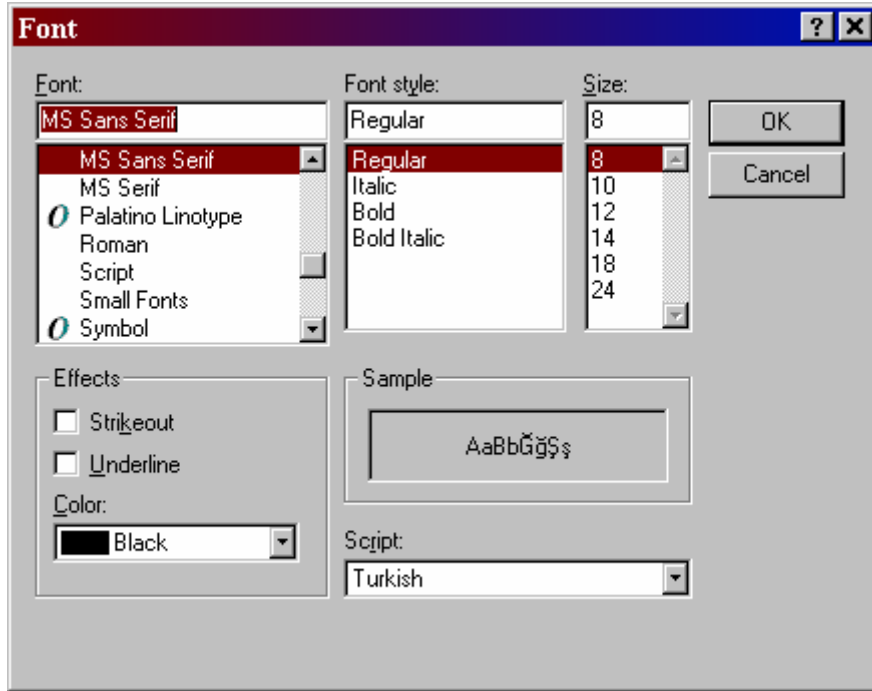 Font
Font:
MS Sans Serif
MS Sans Serif
MS Serif
Palatino Linotype
Roman
Script
Small Fonts
Symbol
Font style:
Regular
Regular
Italic
Bold
Bold Italic
Size:
8
8
10
12
14
18
24
OK
Cancel
Effects
Strikeout
Underline
Color:
Black
Sample
AaBbĞğŞş
Script:
Turkish